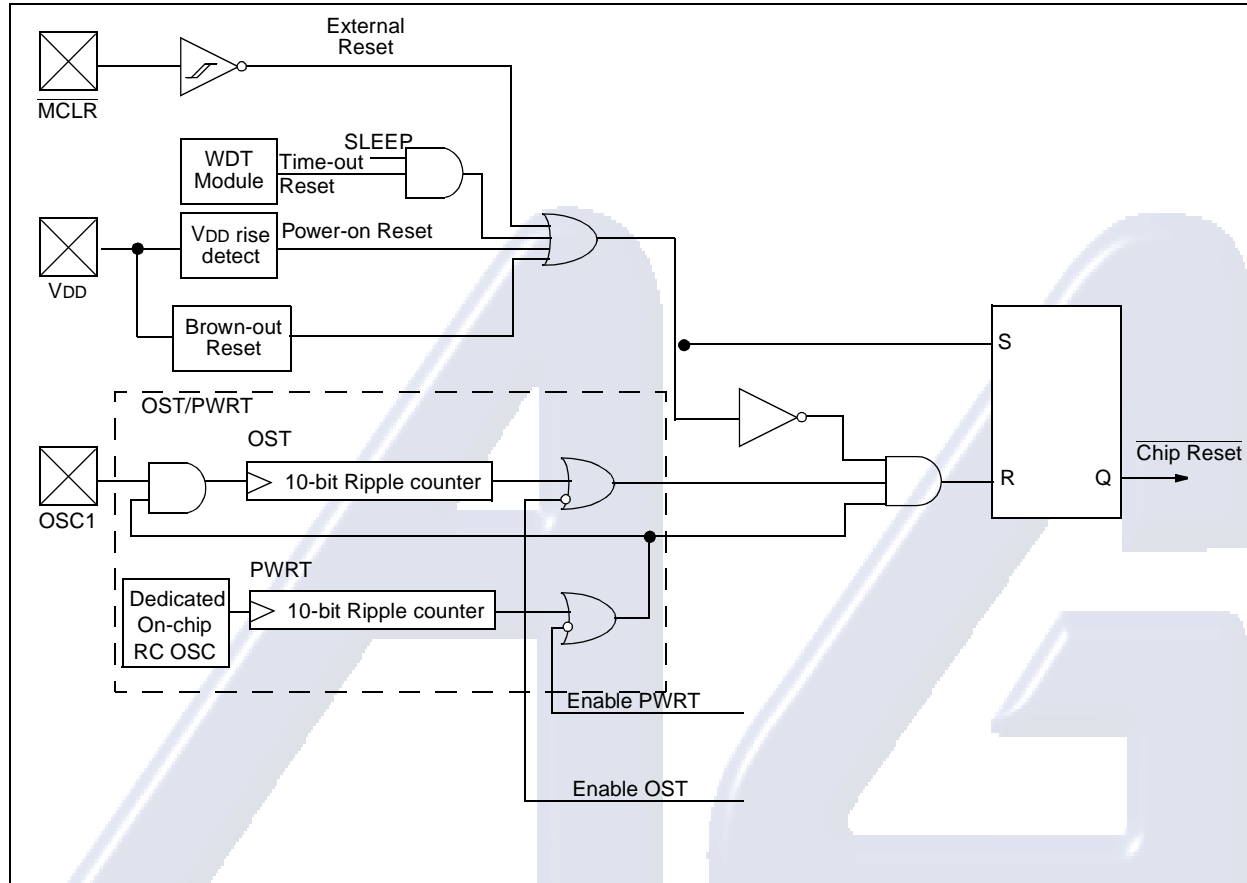 External
Reset
MCLR
SLEEP
WDT
Module
Time-out
Reset
VDD rise
detect
Power-on Reset
VDD
Brown-out
Reset
S
OST/PWRT
OST
10-bit Ripple counter
OSC1
Chip Reset
R
Q
PWRT
Dedicated
On-chip
RC OSC
10-bit Ripple counter
Enable PWRT
Enable OST